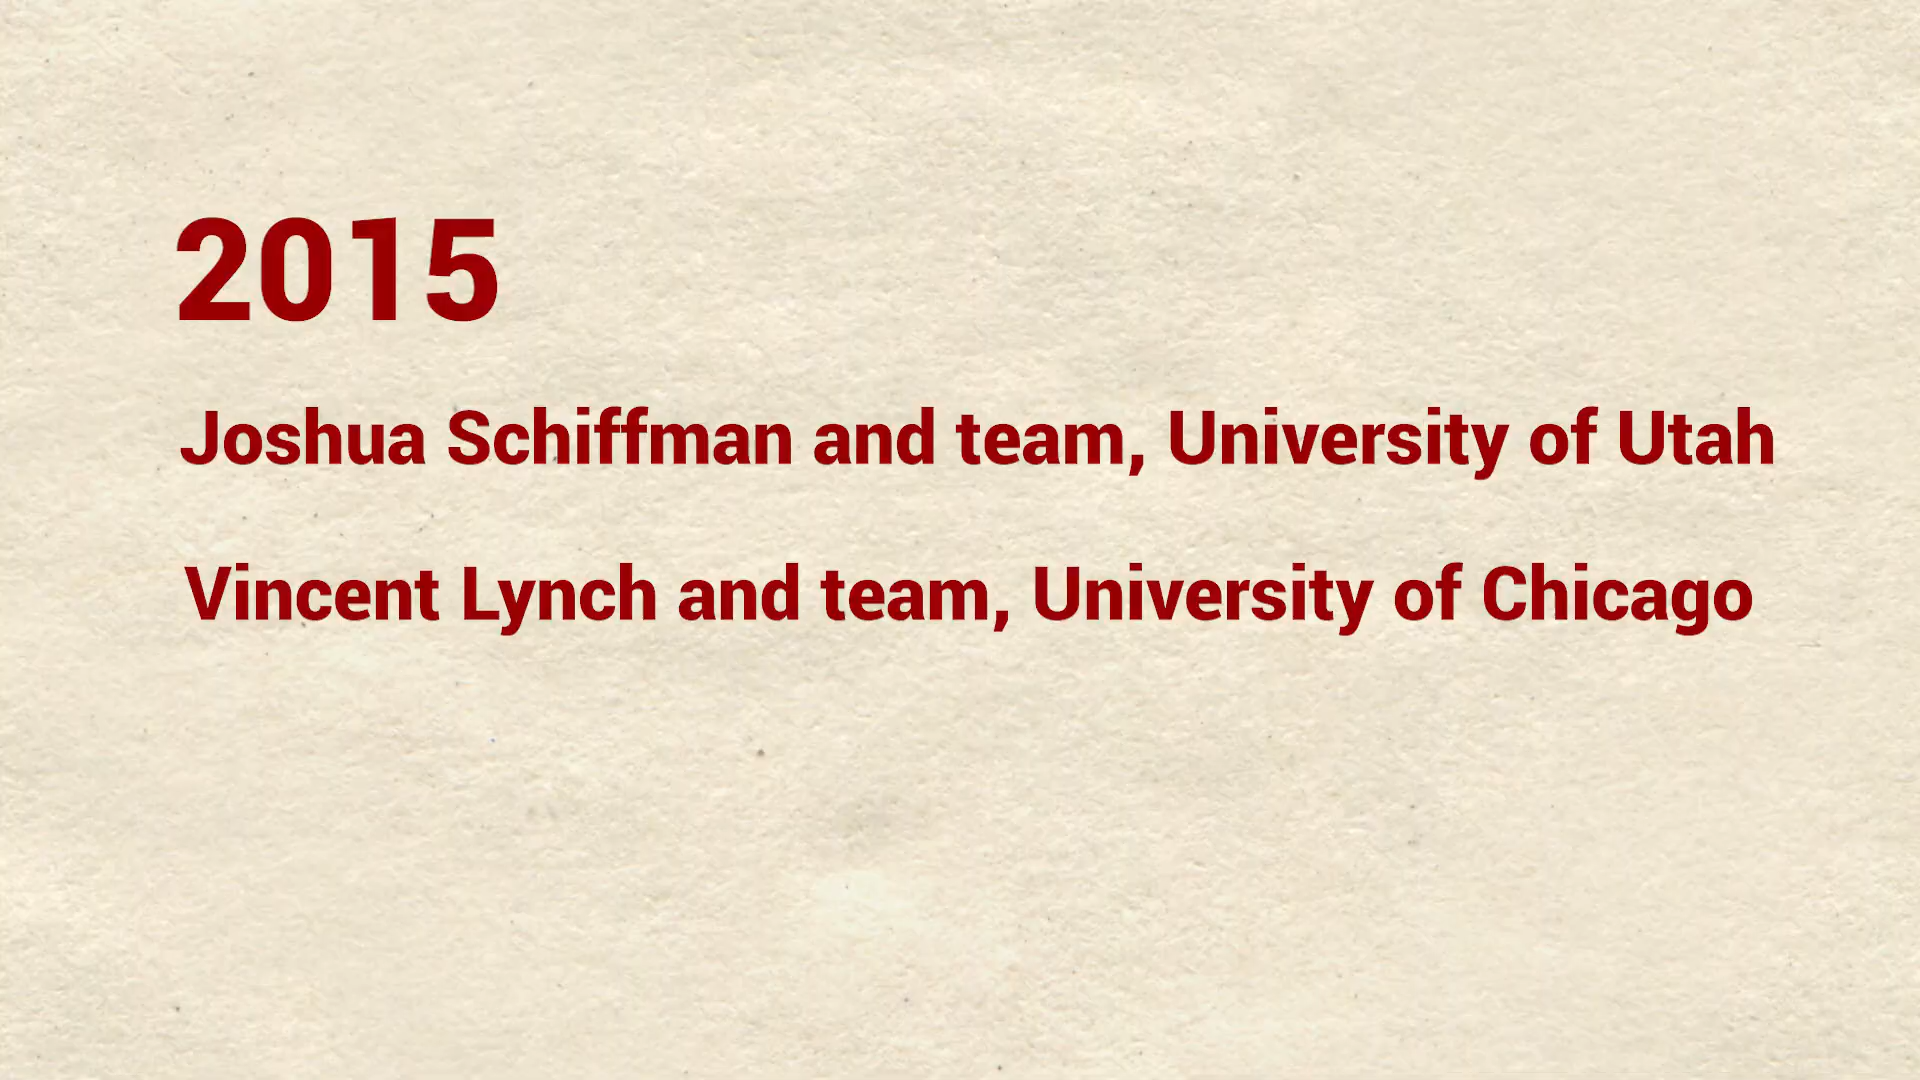 2015
Joshua Schiffman and team, University of Utah
Vincent Lynch and team, University of Chicago